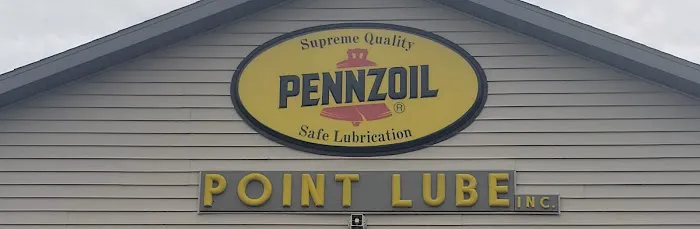 Supreme Quality
PENNZOIL®
Safe Lubrication
POINT LUBE INC.